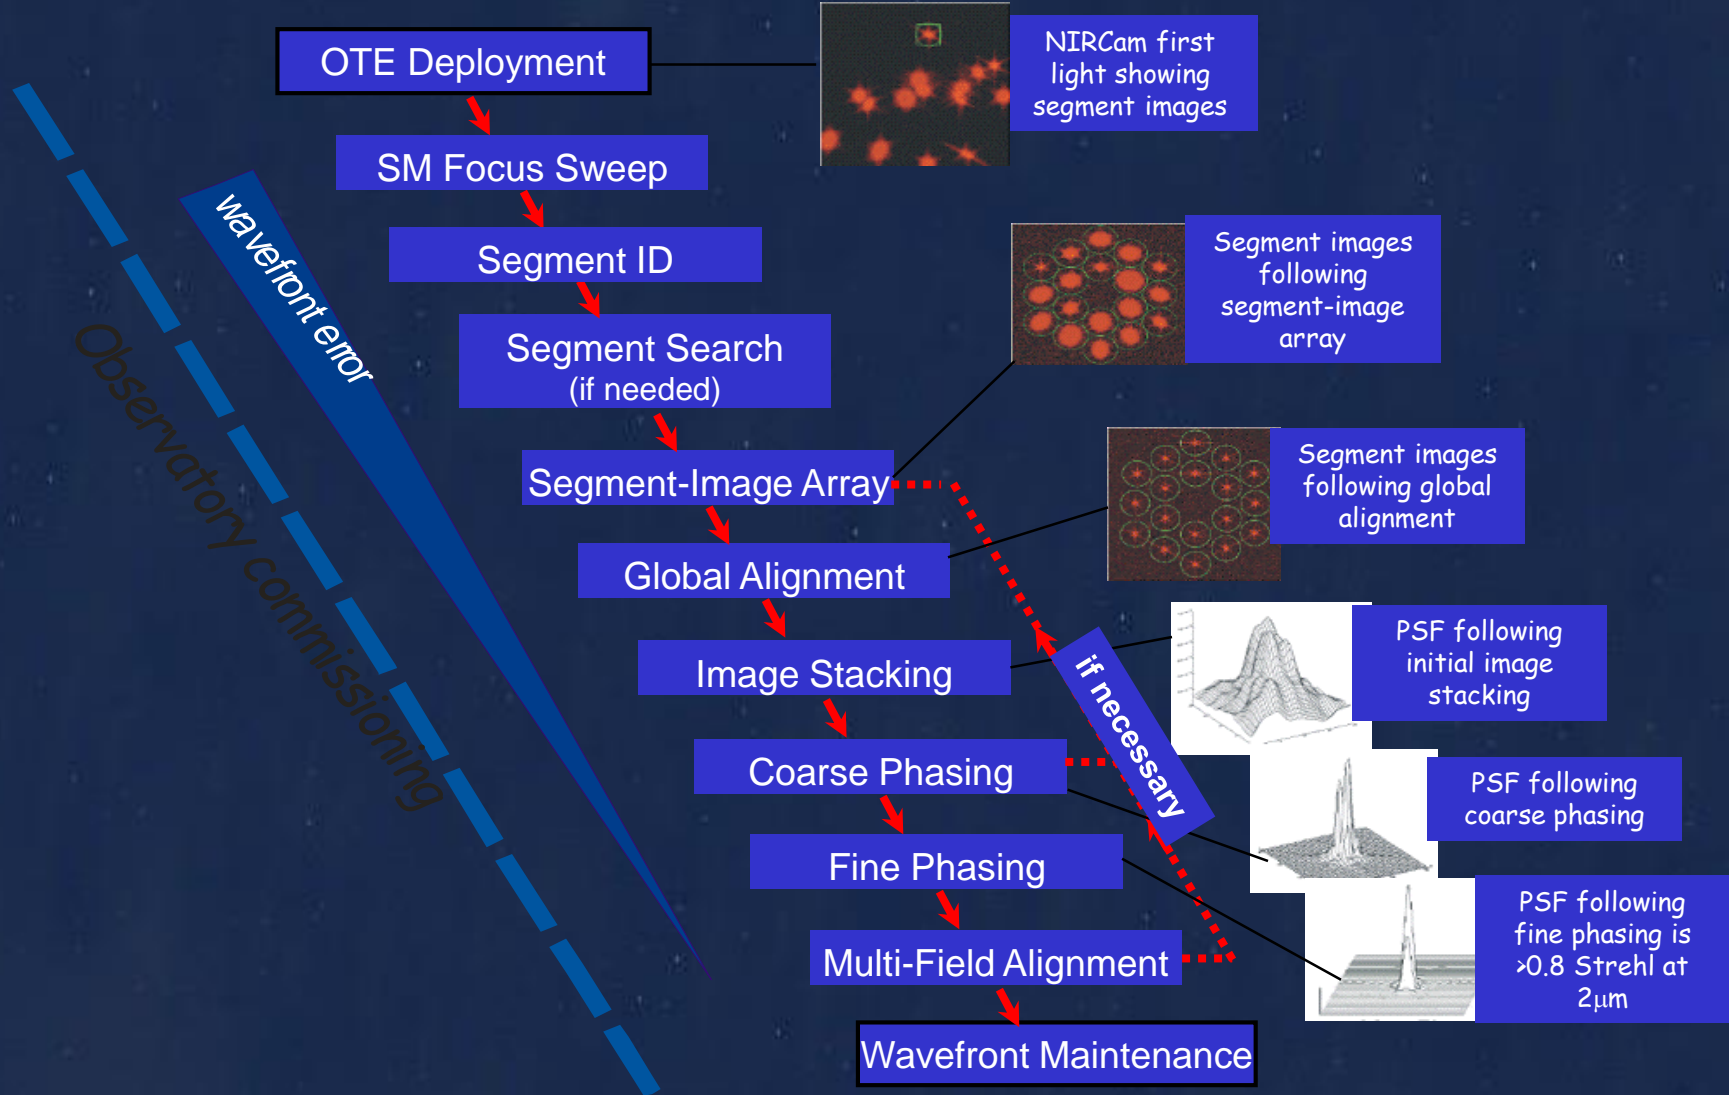 OTE Deployment
NIRCam first
light showing
segment images
SM Focus Sweep
wavefront error
Segment ID
Segment images
following
segment-image
array
Segment Search
(if needed)
Observatory commissioning
Segment-Image Array
Segment images
following global
alignment
Global Alignment
Image Stacking
PSF following
initial image
stacking
if necessary
Coarse Phasing
PSF following
coarse phasing
Fine Phasing
PSF following
fine phasing is
>0.8 Strehl at
2μm
Multi-Field Alignment
Wavefront Maintenance